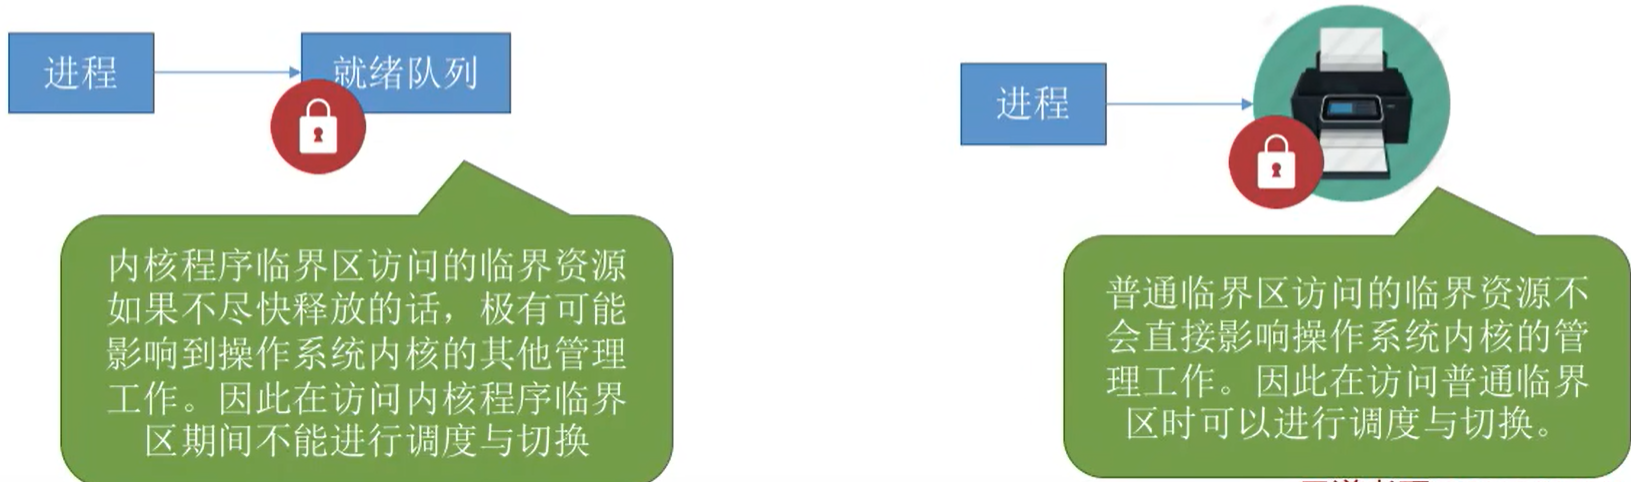 进程
就绪队列
内核程序临界区访问的临界资源
如果不尽快释放的话，极有可能
影响到操作系统内核的其他管理
工作。因此在访问内核程序临界
区期间不能进行调度与切换
进程
普通临界区访问的临界资源不
会直接影响操作系统内核的管
理工作。因此在访问普通临界
区时可以进行调度与切换。